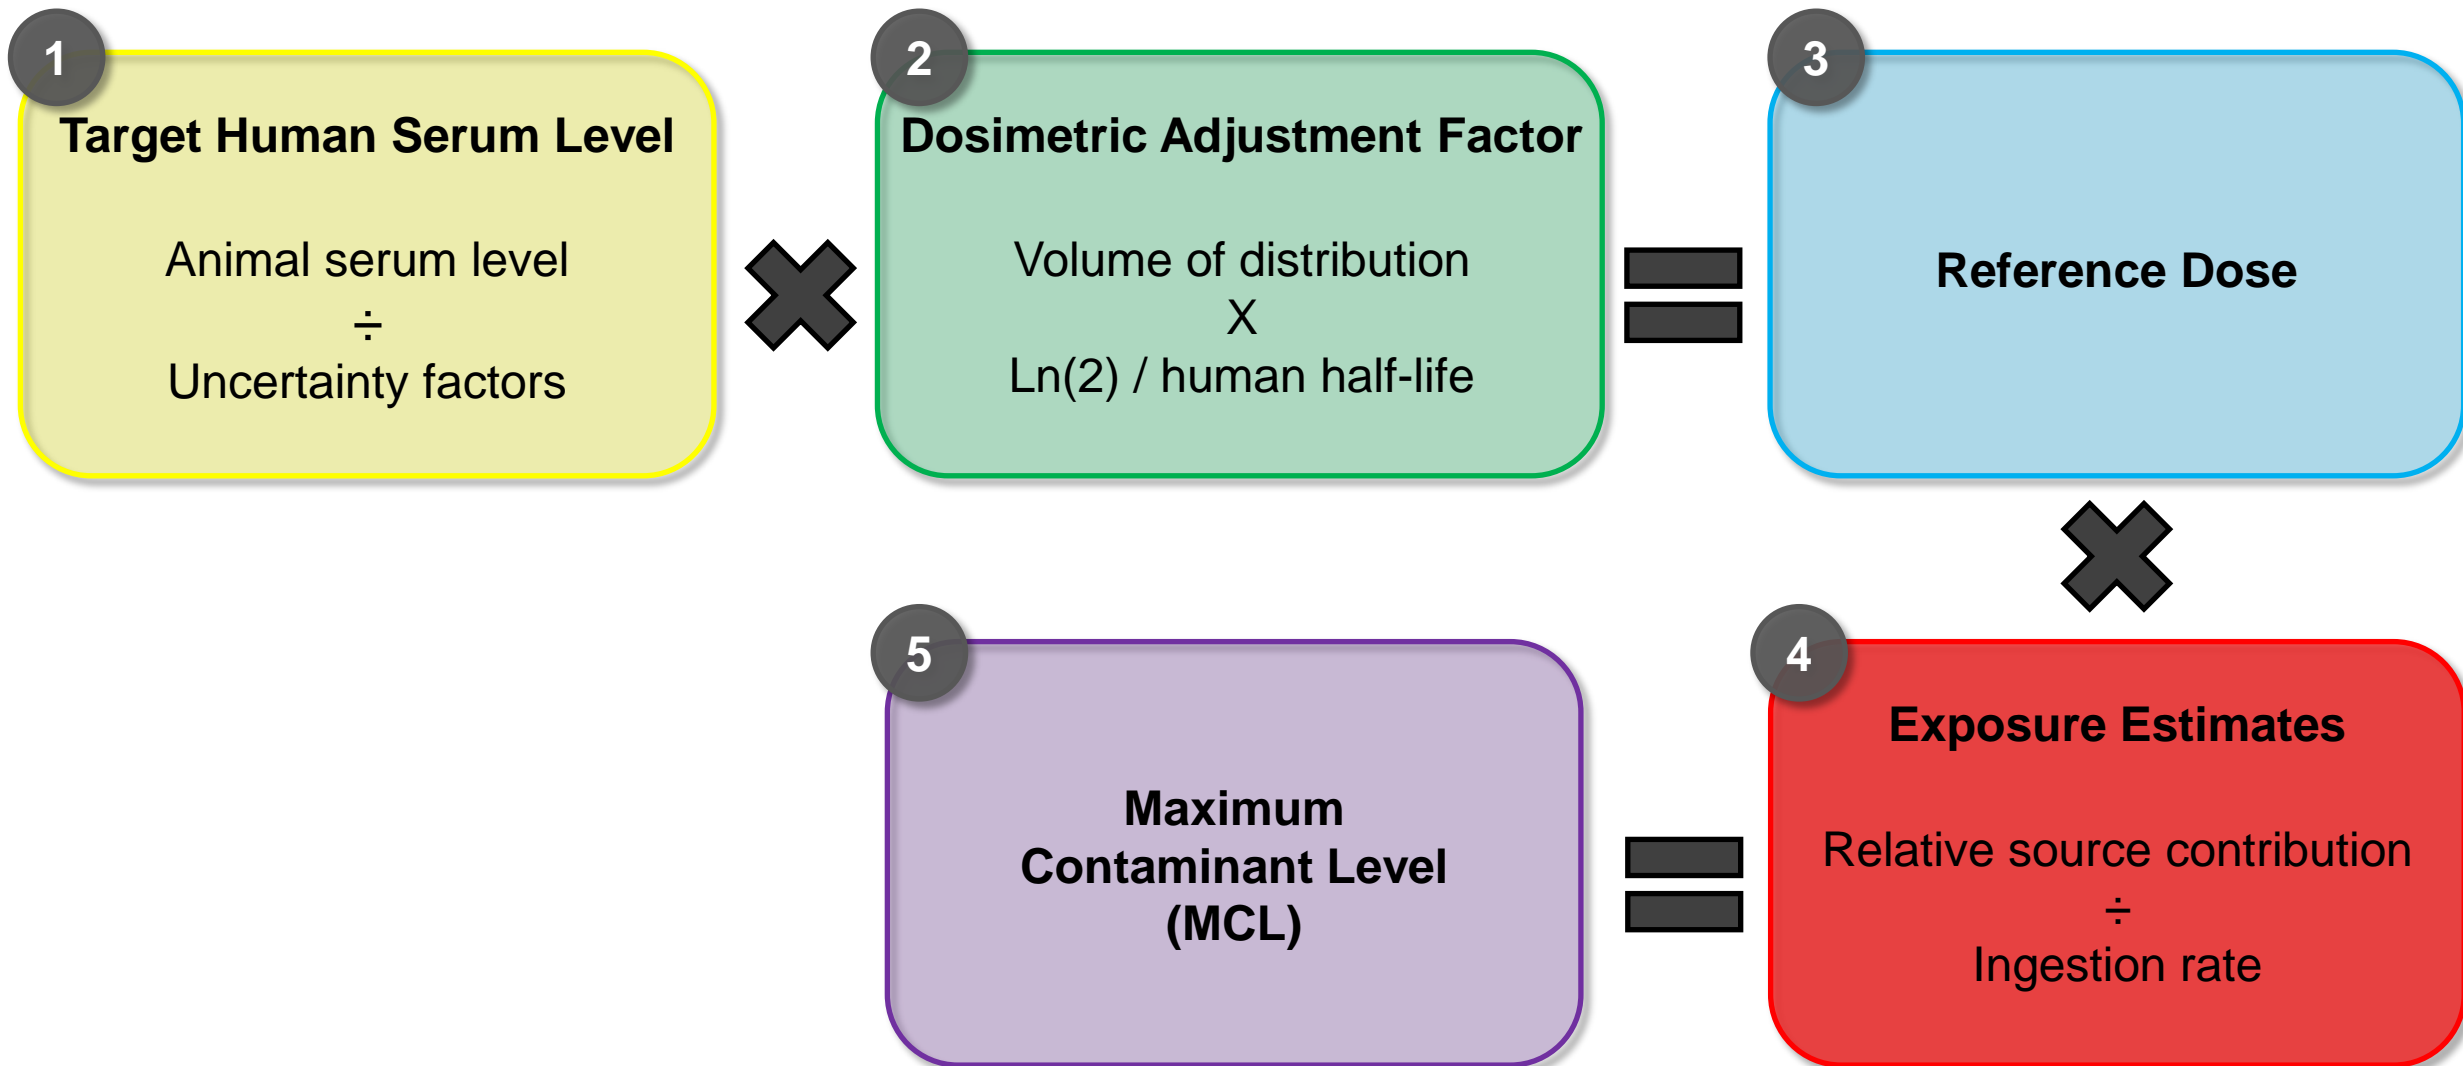 1
Target Human Serum Level
Animal serum level
÷
Uncertainty factors
2
Dosimetric Adjustment Factor
Volume of distribution
X
Ln(2) / human half-life
3
Reference Dose
4
Exposure Estimates
Relative source contribution
÷
Ingestion rate
5
Maximum
Contaminant Level
(MCL)